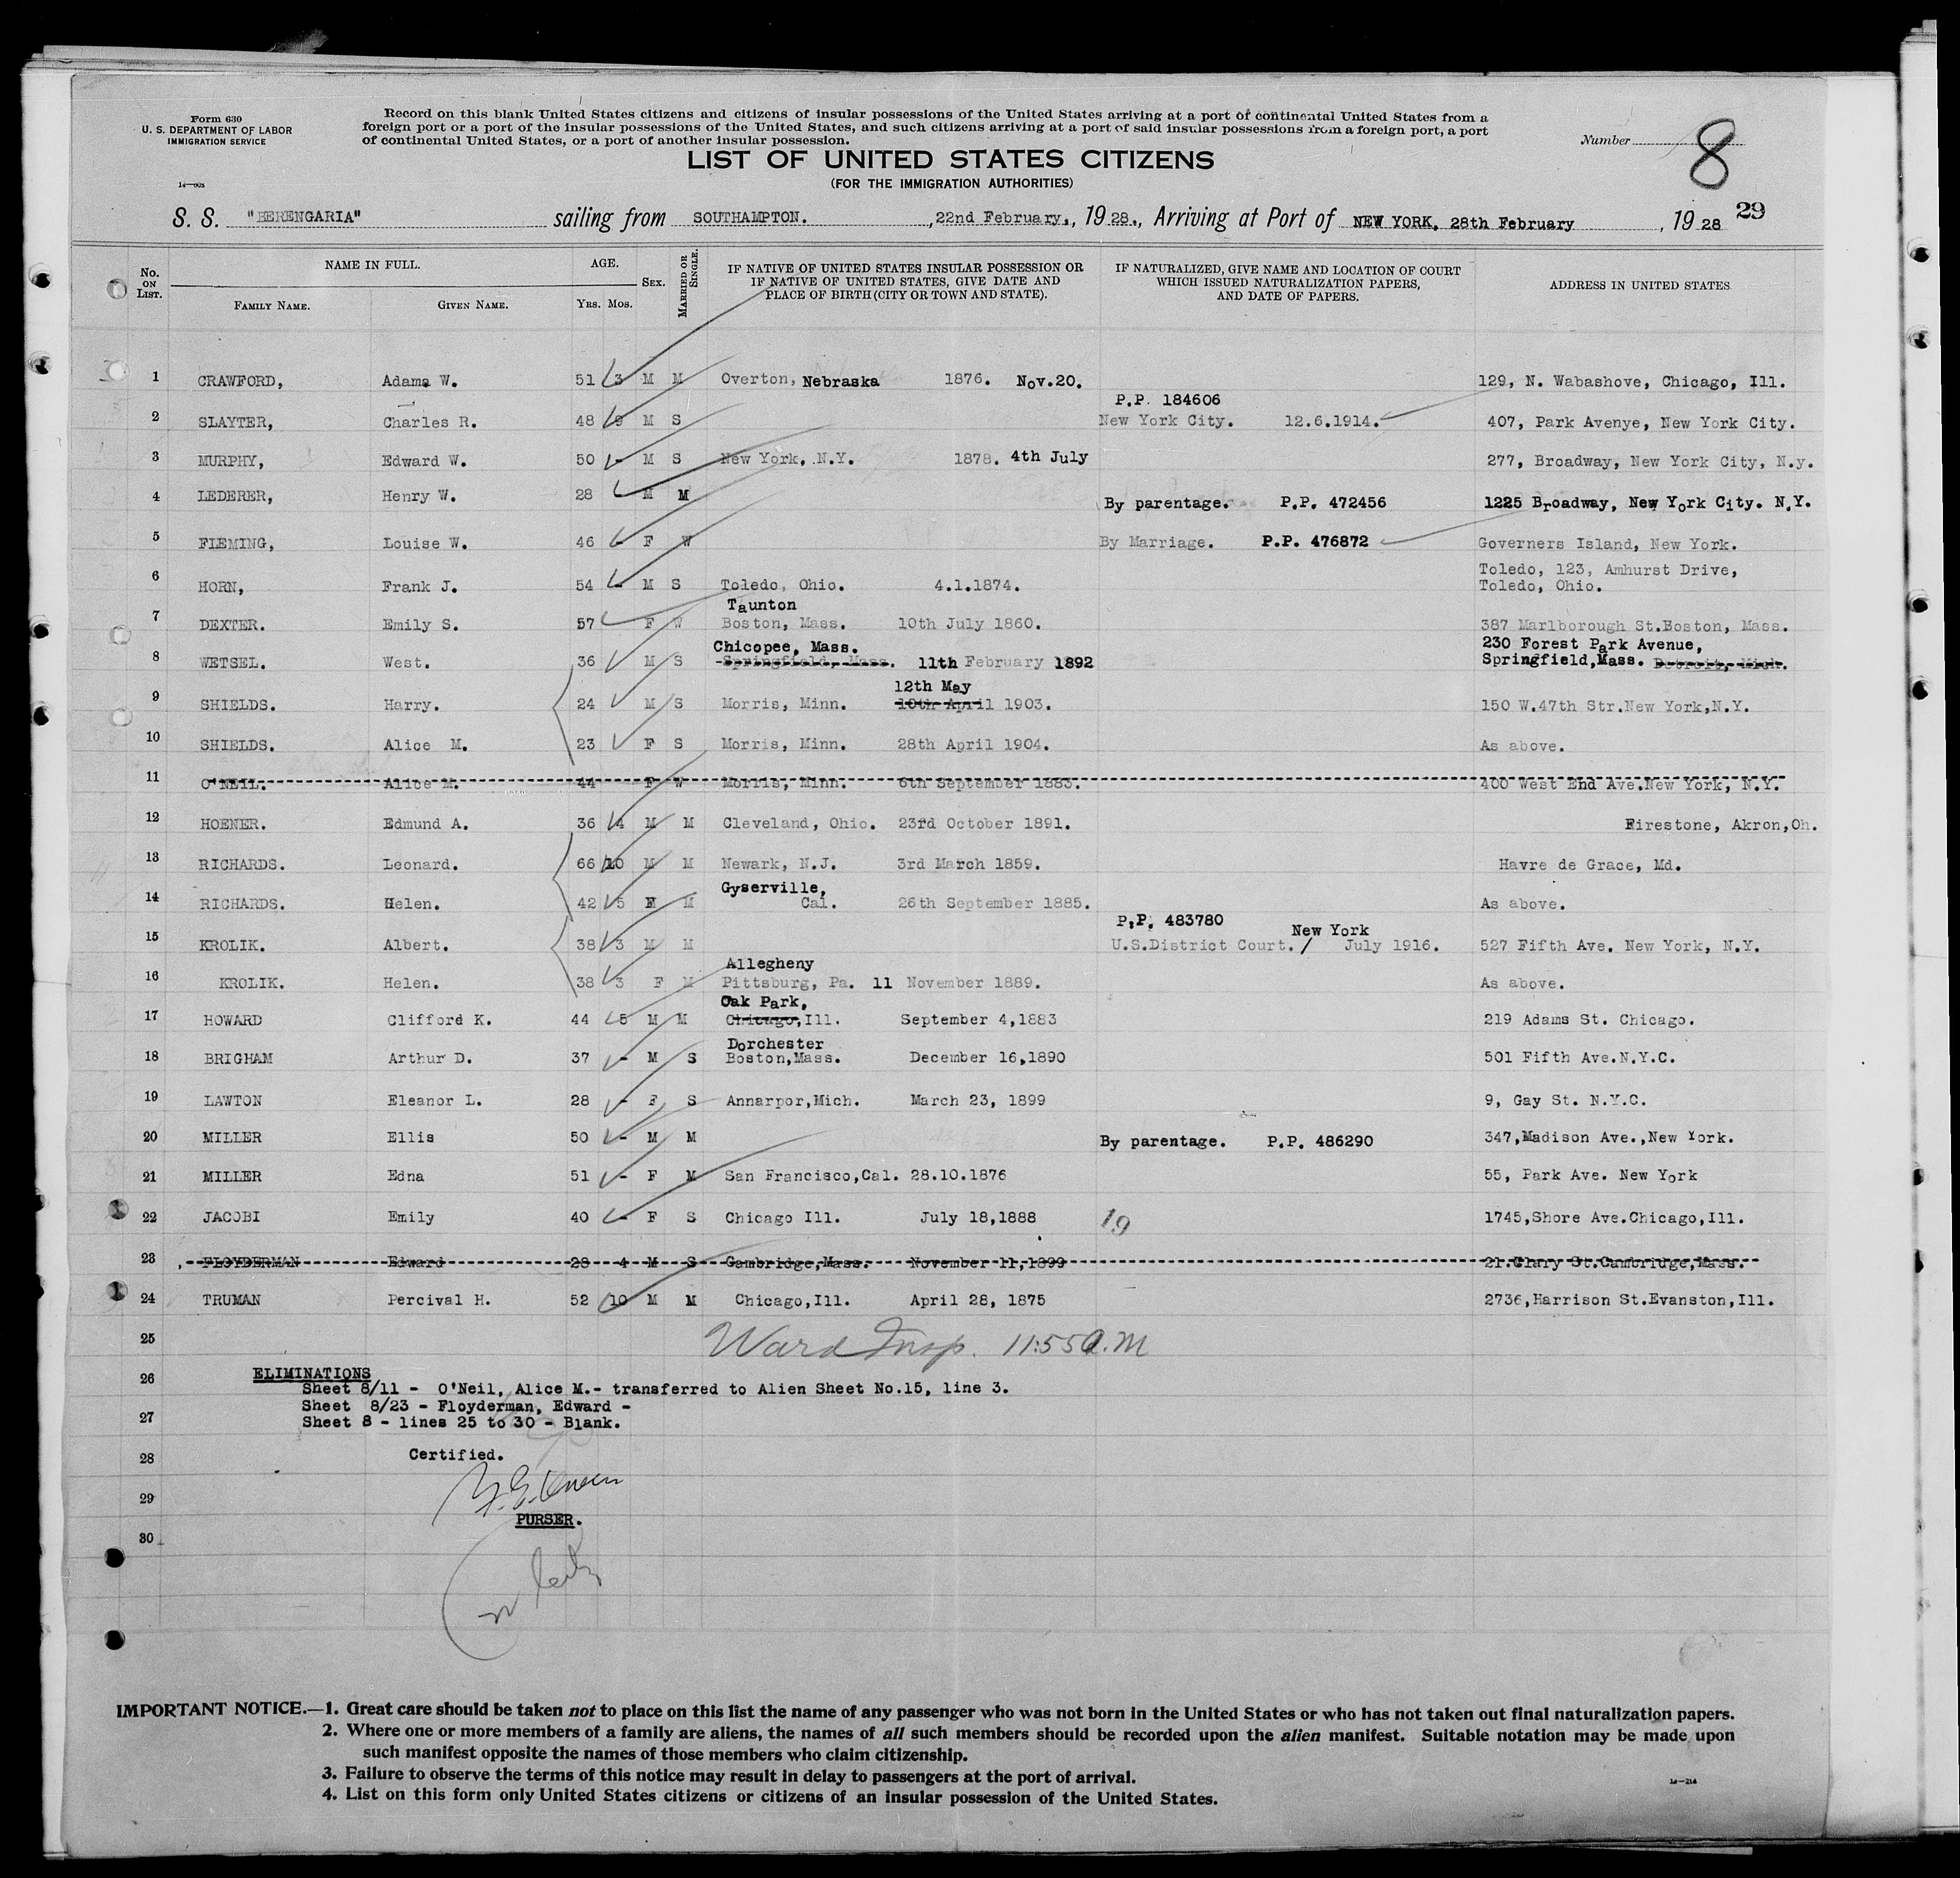 Form 630
U. S. DEPARTMENT OF LABOR
IMMIGRATION SERVICE
14—
Record on this blank United States citizens and citizens of insular possessions of the United States arriving at a port of continental United States from a
foreign port or a port of the insular possessions of the United States, and such citizens arriving at a port of said insular possessions from a foreign port, a port
of continental United States, or a port of another insular possession.
Number 8
LIST OF UNITED STATES CITIZENS
(FOR THE IMMIGRATION AUTHORITIES)
S. S. "BERENGARIA" sailing from SOUTHAMPTON. , 22nd February., , 19 28., Arriving at Port of NEW YORK, 28th February , 19 28 29
No. ON LIST. NAME IN FULL. FAMILY NAME. GIVEN NAME. AGE. YRS. MOS. SEX. MARRIED OR SINGLE. IF NATIVE OF UNITED STATES INSULAR POSSESSION OR IF NATIVE OF UNITED STATES, GIVE DATE AND PLACE OF BIRTH (CITY OR TOWN AND STATE). IF NATURALIZED, GIVE NAME AND LOCATION OF COURT WHICH ISSUED NATURALIZATION PAPERS, AND DATE OF PAPERS. ADDRESS IN UNITED STATES
1 CRAWFORD, Adams W. 51 3 M M Overton, Nebraska 1876. Nov.20. 129, N. Wabashove, Chicago, Ill.
P.P. 184606
2 SLAYTER, Charles R. 48 9 M S New York City. 12.6.1914. 407, Park Avenye, New York City.
3 MURPHY, Edward W. 50 - M S New York, N.Y. 1878. 4th July 277, Broadway, New York City, N.y.
4 LEDERER, Henry W. 28 M M By parentage. P.P. 472456 1225 Broadway, New York City. N.Y.
5 FLEMING, Louise W. 46 - F W By Marriage. P.P. 476872 Governers Island, New York.
Toledo, 123, Amhurst Drive,
6 HORN, Frank J. 54 - M S Toledo, Ohio. 4.1.1874. Toledo, Ohio.
Taunton
7 DEXTER. Emily S. 57 F W Boston, Mass. 10th July 1860. 387 Marlborough St.Boston, Mass.
Chicopee, Mass. 230 Forest Park Avenue,
8 WETSEL. West. 36 M S Springfield, Mass. 11th February 1892 Springfield,Mass. Detroit, Mich.
12th May
9 SHIELDS. Harry. 24 M S Morris, Minn. 10th April 1903. 150 W.47th Str.New York,N.Y.
10 SHIELDS. Alice M. 23 F S Morris, Minn. 28th April 1904. As above.
11 O'NEIL. Alice M. 44 F W Morris, Minn. 6th September 1883. 400 West End Ave.New York, N.Y.
12 HOENER. Edmund A. 36 4 M M Cleveland, Ohio. 23rd October 1891. Firestone, Akron,Oh.
13 RICHARDS. Leonard. 66 10 M M Newark, N.J. 3rd March 1859. Havre de Grace, Md.
Gyserville,
14 RICHARDS. Helen. 42 5 F M Cal. 26th September 1885. As above.
P.P. 483780 New York
15 KROLIK. Albert. 38 3 M M U.S.District Court. / July 1916. 527 Fifth Ave. New York, N.Y.
Allegheny
16 KROLIK. Helen. 38 3 F M Pittsburg, Pa. 11 November 1889. As above.
Oak Park,
17 HOWARD Clifford K. 44 5 M M Chicago,Ill. September 4,1883 219 Adams St. Chicago.
Dorchester
18 BRIGHAM Arthur D. 37 - M S Boston,Mass. December 16,1890 501 Fifth Ave.N.Y.C.
19 LAWTON Eleanor L. 28 - F S Annarpor,Mich. March 23, 1899 9, Gay St. N.Y.C.
20 MILLER Ellis 50 - M M By parentage. P.P. 486290 347,Madison Ave.,New York.
21 MILLER Edna 51 - F M San Francisco,Cal. 28.10.1876 55, Park Ave. New York
22 JACOBI Emily 40 - F S Chicago Ill. July 18,1888 19 1745,Shore Ave.Chicago,Ill.
23 FLOYDERMAN Edward 28 4 M S Cambridge,Mass. November 11,1899 21.Clary St.Cambridge,Mass.
24 TRUMAN Percival H. 52 10 M M Chicago,Ill. April 28, 1875 2736,Harrison St.Evanston,Ill.
25 Ward Insp. 11:55 A.M
ELIMINATIONS
26 Sheet 8/11 - O'Neil, Alice M.- transferred to Alien Sheet No.15, line 3.
Sheet 8/23 - Floyderman, Edward -
27 Sheet 8 - lines 25 to 30 - Blank.
28 Certified.
29
PURSER.
30
IMPORTANT NOTICE.—1. Great care should be taken not to place on this list the name of any passenger who was not born in the United States or who has not taken out final naturalization papers.
2. Where one or more members of a family are aliens, the names of all such members should be recorded upon the alien manifest. Suitable notation may be made upon
such manifest opposite the names of those members who claim citizenship.
3. Failure to observe the terms of this notice may result in delay to passengers at the port of arrival.
4. List on this form only United States citizens or citizens of an insular possession of the United States.